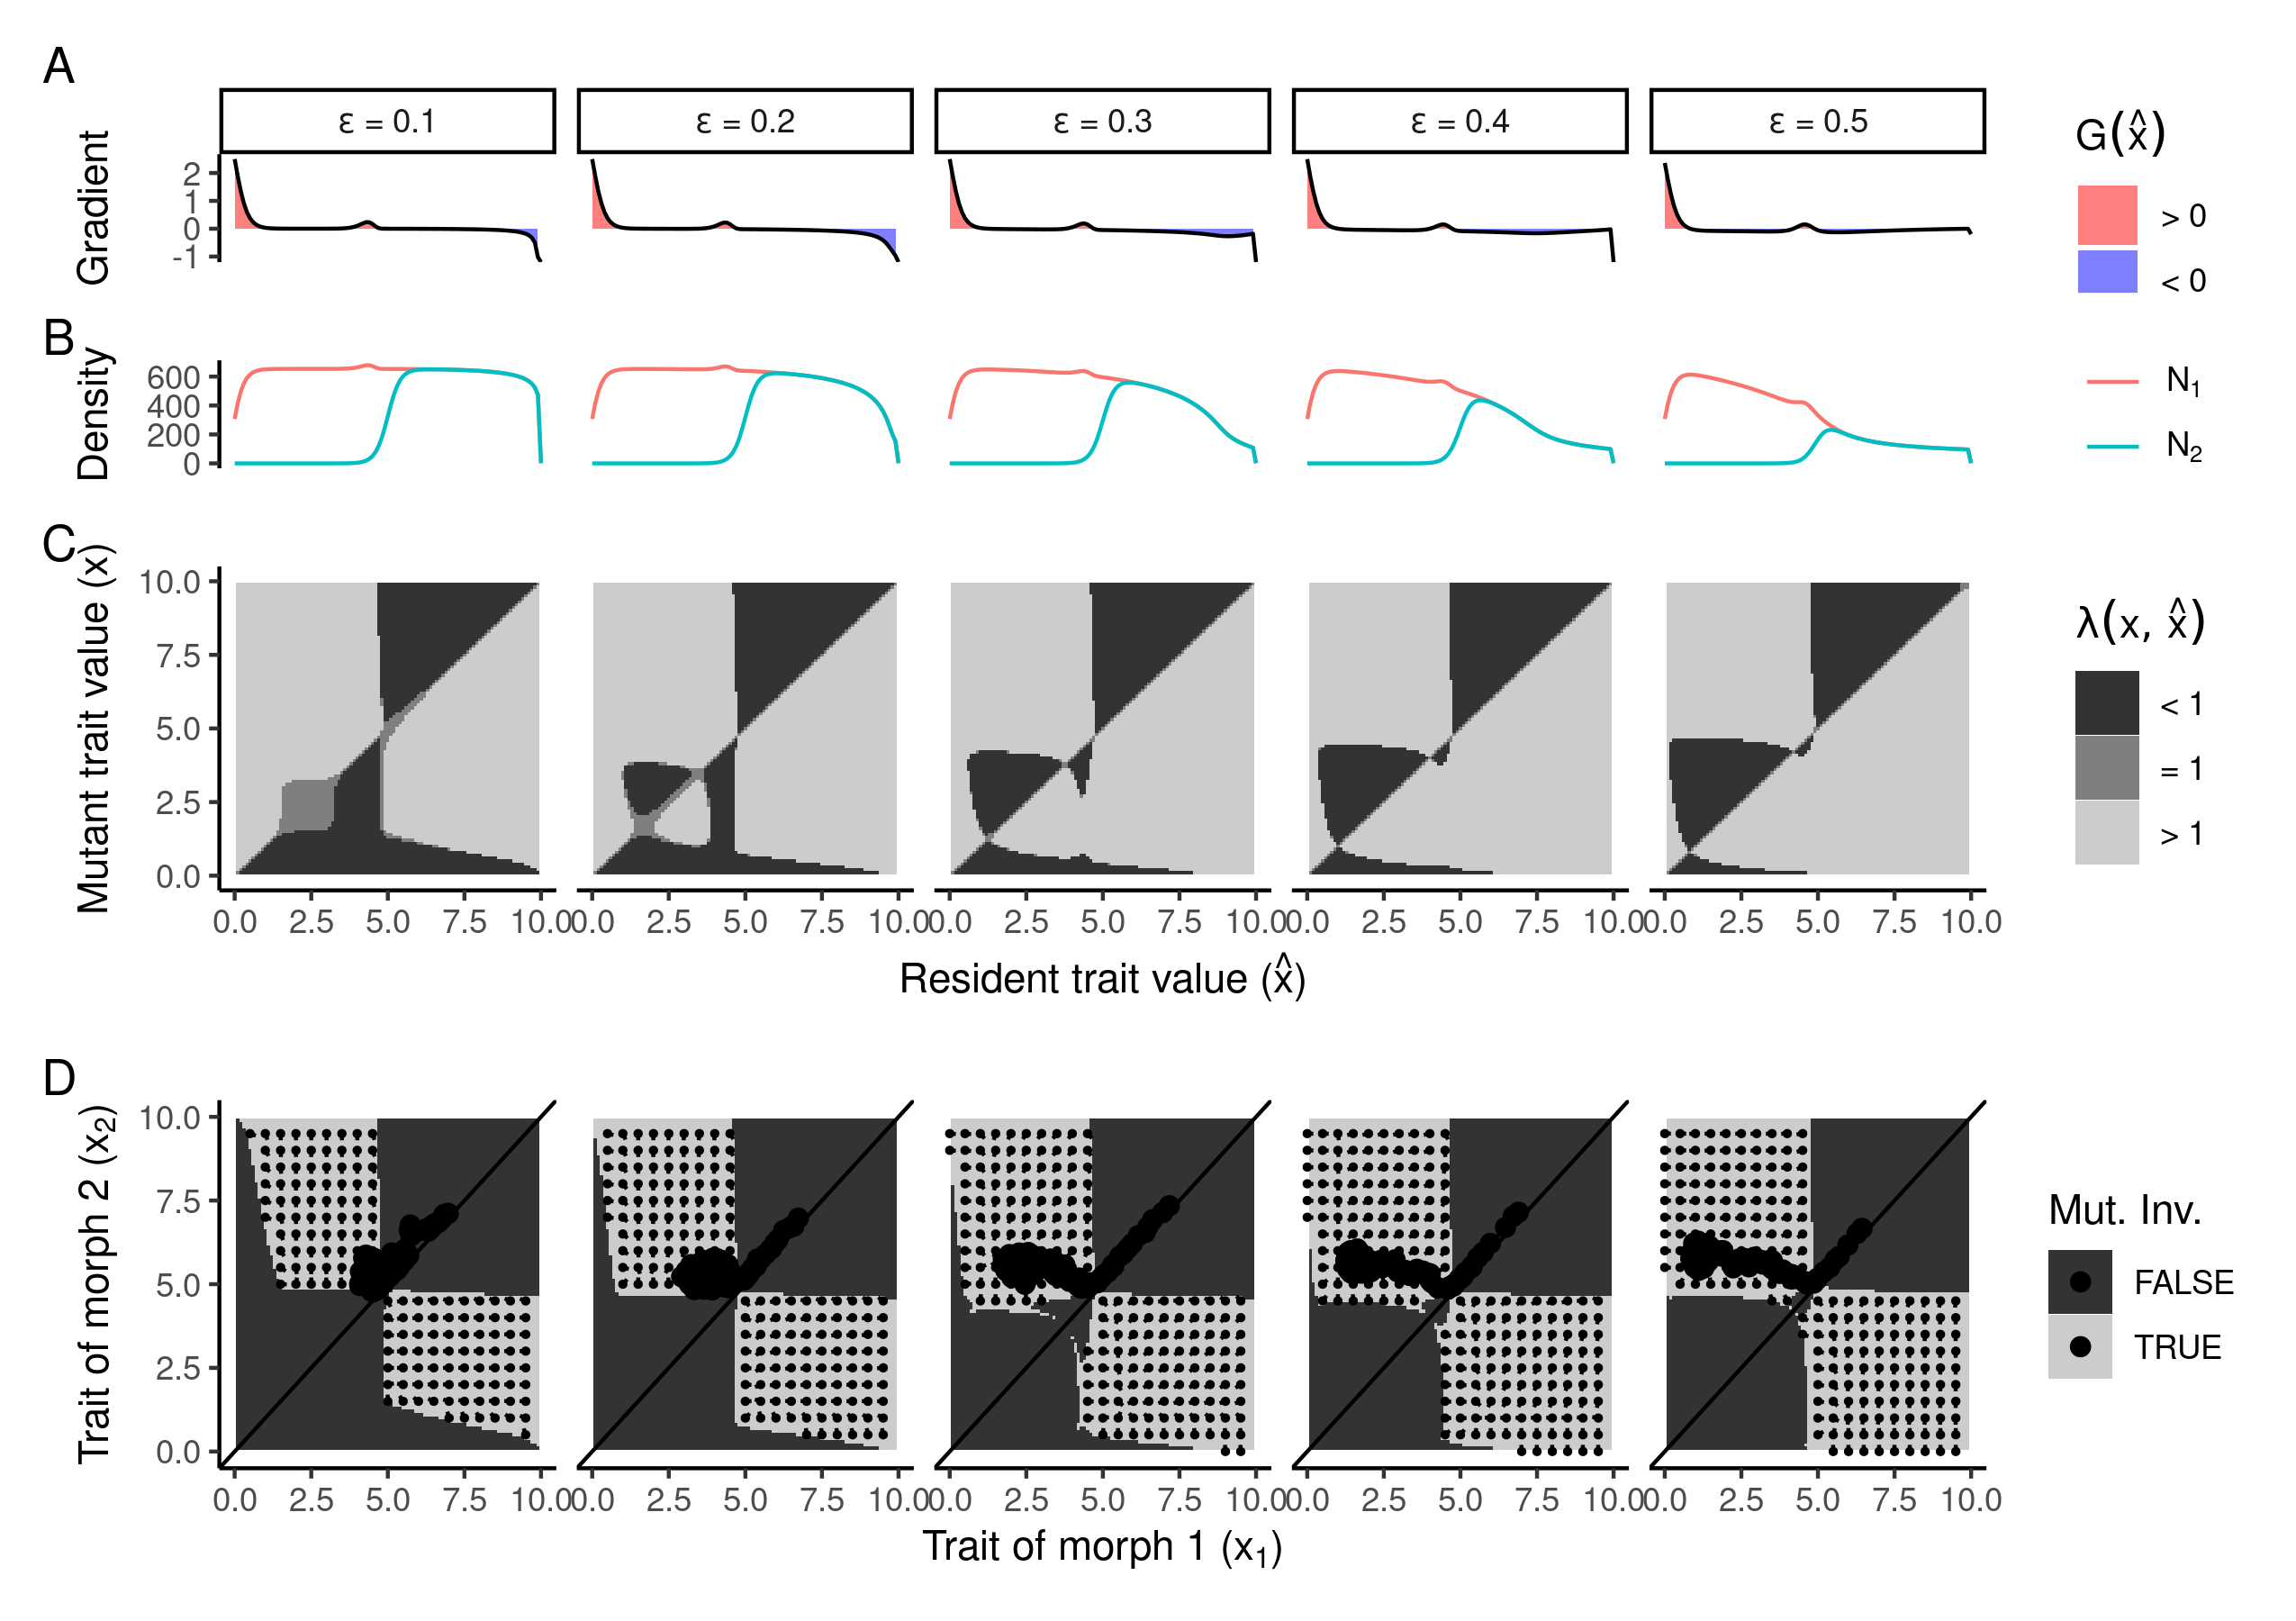 A
ε = 0.1
ε = 0.2
ε = 0.3
ε = 0.4
ε = 0.5
Gradient
2
1
0
-1
G(x̂)
> 0
< 0
B
Density
600
400
200
0
N₁
N₂
C
Mutant trait value (x)
10.0
7.5
5.0
2.5
0.0
0.0 2.5 5.0 7.5 10.0
0.0 2.5 5.0 7.5 10.0
0.0 2.5 5.0 7.5 10.0
0.0 2.5 5.0 7.5 10.0
0.0 2.5 5.0 7.5 10.0
Resident trait value (x̂)
λ(x, x̂)
< 1
= 1
> 1
D
Trait of morph 2 (x₂)
10.0
7.5
5.0
2.5
0.0
0.0 2.5 5.0 7.5 10.0
0.0 2.5 5.0 7.5 10.0
0.0 2.5 5.0 7.5 10.0
0.0 2.5 5.0 7.5 10.0
0.0 2.5 5.0 7.5 10.0
Trait of morph 1 (x₁)
Mut. Inv.
FALSE
TRUE